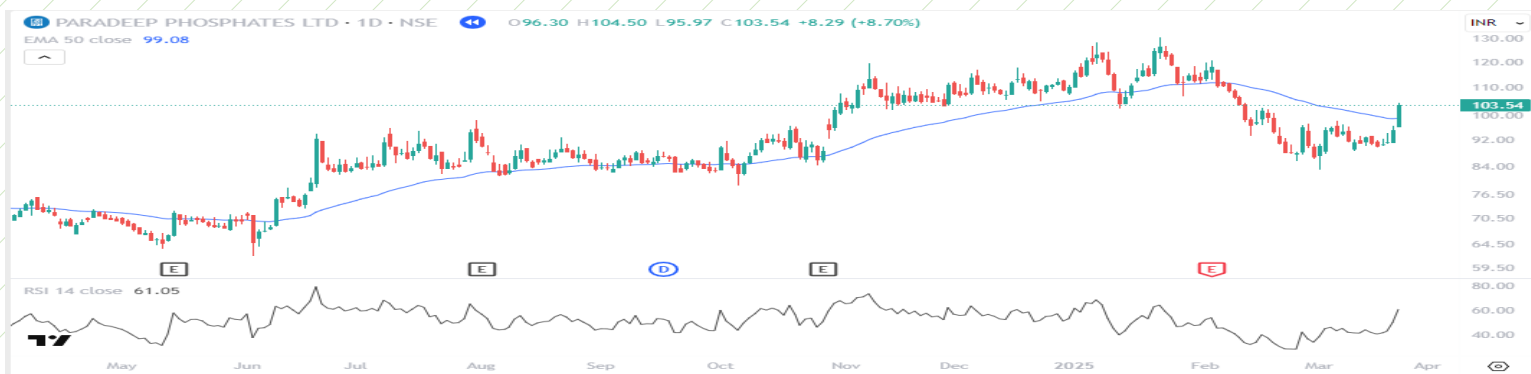 PARADEEP PHOSPHATES LTD · 1D · NSE O96.30 H104.50 L95.97 C103.54 +8.29 (+8.70%)
INR
EMA 50 close 99.08
130.00
120.00
110.00
103.54
100.00
92.00
84.00
76.50
70.50
64.50
59.50
E E D E E
RSI 14 close 61.05
80.00
60.00
40.00
May Jun Jul Aug Sep Oct Nov Dec 2025 Feb Mar Apr